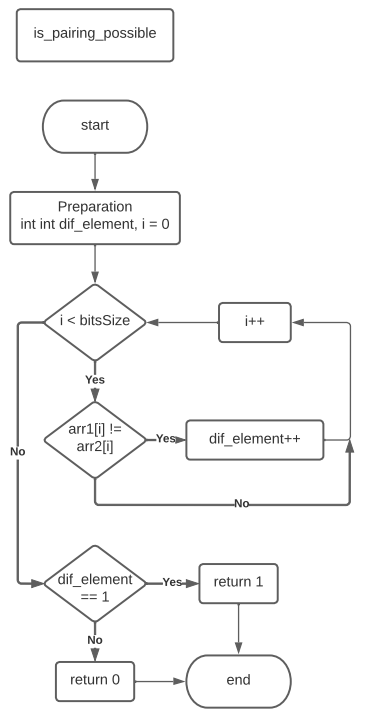 is_pairing_possible
start
Preparation
int int dif_element, i = 0
i < bitsSize
i++
Yes
arr1[i] !=
arr2[i]
Yes
dif_element++
No
No
dif_element
== 1
Yes
return 1
No
return 0
end